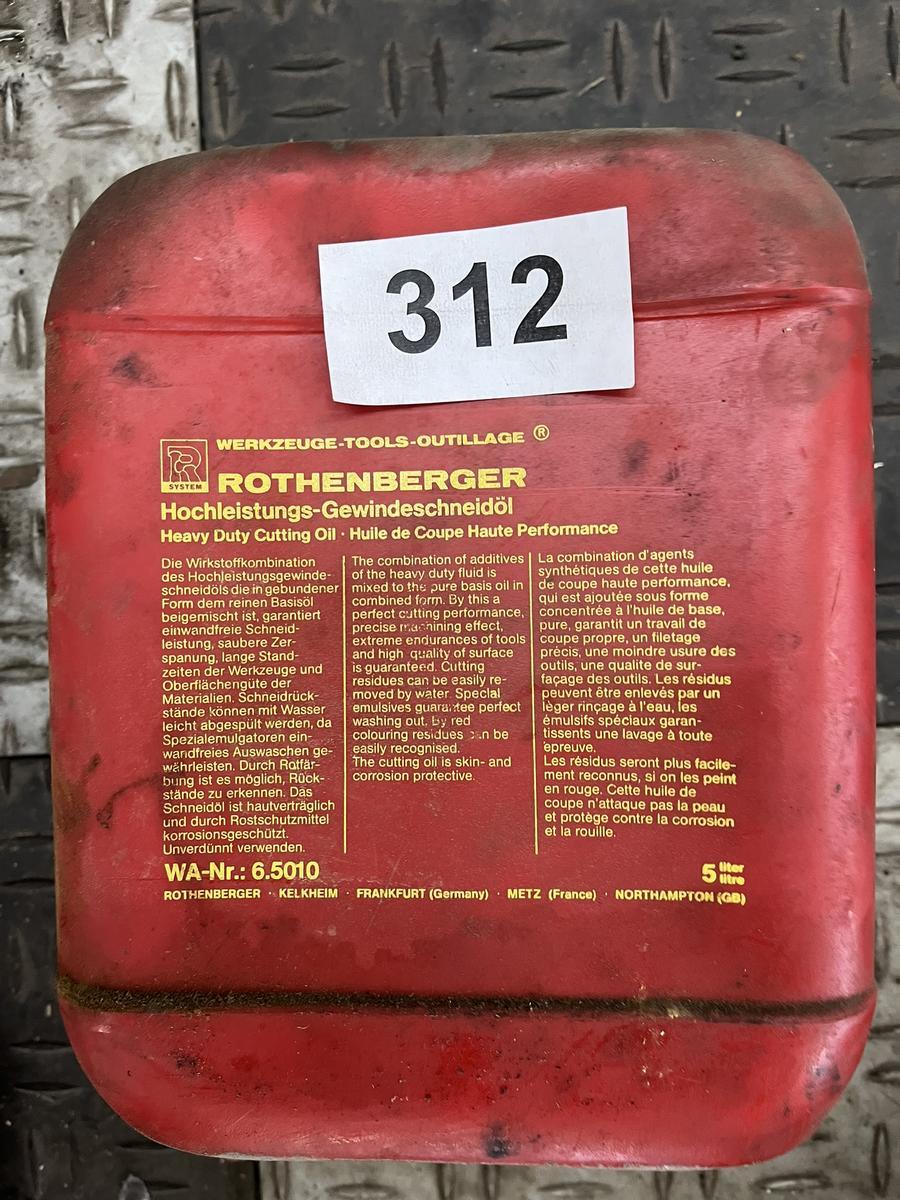 312
WERKZEUGE-TOOLS-OUTILLAGE ®
R
SYSTEM
ROTHENBERGER
Hochleistungs-Gewindeschneidöl
Heavy Duty Cutting Oil · Huile de Coupe Haute Performance
Die Wirkstoffkombination
des Hochleistungsgewinde-
schneidöls die in gebundener
Form dem reinen Basisöl
beigemischt ist, garantiert
einwandfreie Schneid-
leistung, saubere Zer-
spanung, lange Stand-
zeiten der Werkzeuge und
Oberflächengüte der
Materialien. Schneidrück-
stände können mit Wasser
leicht abgespült werden, da
Spezialemulgatoren ein-
wandfreies Auswaschen ge-
währleisten. Durch Rotfär-
bung ist es möglich, Rück-
stände zu erkennen. Das
Schneidöl ist hautverträglich
und durch Rostschutzmittel
korrosionsgeschützt.
Unverdünnt verwenden.
The combination of additives
of the heavy duty fluid is
mixed to the pure basis oil in
combined form. By this a
perfect cutting performance,
precise machining effect,
extreme endurances of tools
and high quality of surface
is guaranteed. Cutting
residues can be easily re-
moved by water. Special
emulsives guarantee perfect
washing out. By red
colouring residues can be
easily recognised.
The cutting oil is skin- and
corrosion protective.
La combination d'agents
synthétiques de cette huile
de coupe haute performance,
qui est ajoutée sous forme
concentrée à l'huile de base,
pure, garantit un travail de
coupe propre, un filetage
précis, une moindre usure des
outils, une qualite de sur-
façage des outils. Les résidus
peuvent être enlevés par un
lèger rinçage à l'eau, les
émulsifs spéciaux garan-
tissents une lavage à toute
épreuve.
Les résidus seront plus facile-
ment reconnus, si on les peint
en rouge. Cette huile de
coupe n'attaque pas la peau
et protège contre la corrosion
et la rouille.
WA-Nr.: 6.5010
5 liter
litre
ROTHENBERGER · KELKHEIM · FRANKFURT (Germany) · METZ (France) · NORTHAMPTON (GB)